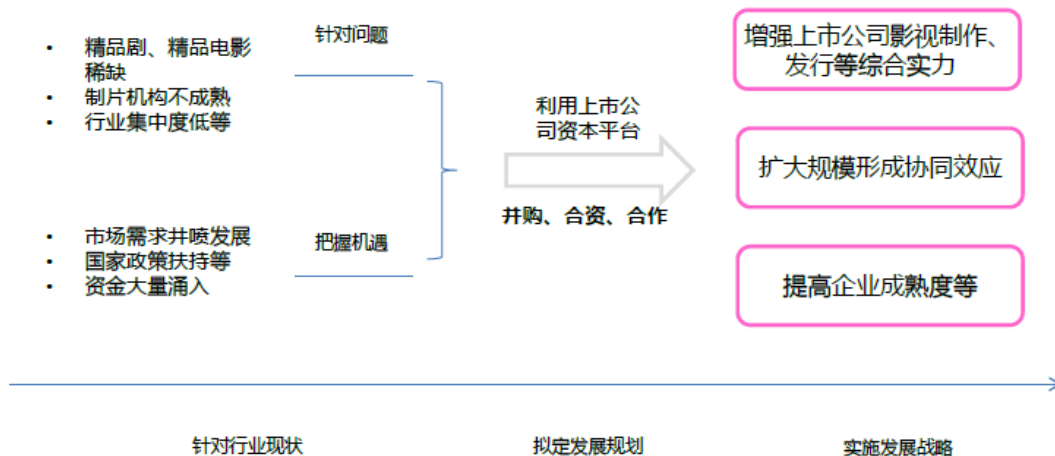 • 精品剧、精品电影
稀缺
• 制片机构不成熟
• 行业集中度低等
针对问题
• 市场需求井喷发展
• 国家政策扶持等
• 资金大量涌入
把握机遇
利用上市公
司资本平台
并购、合资、合作
增强上市公司影视制作、
发行等综合实力
扩大规模形成协同效应
提高企业成熟度等
针对行业现状
拟定发展规划
实施发展战略